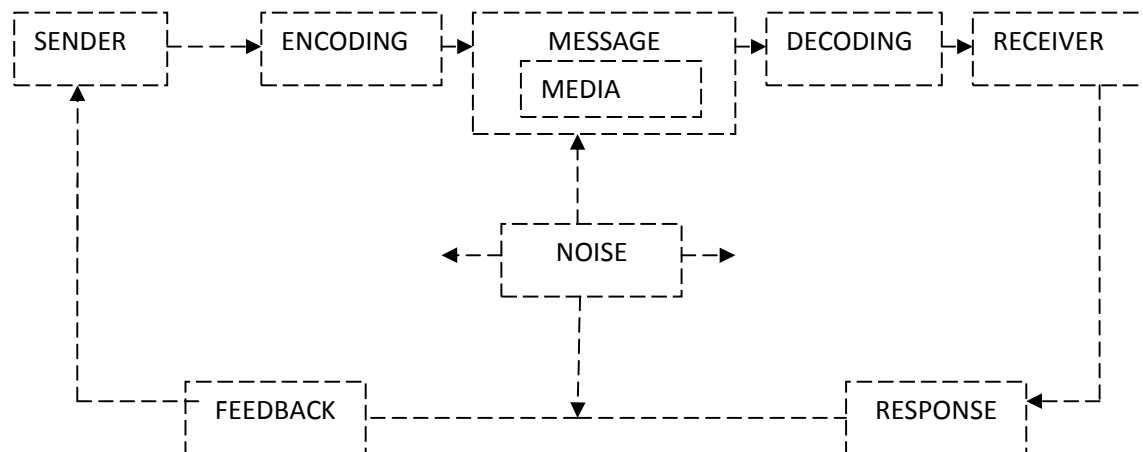 SENDER
ENCODING
MESSAGE
DECODING
RECEIVER
MEDIA
NOISE
FEEDBACK
RESPONSE